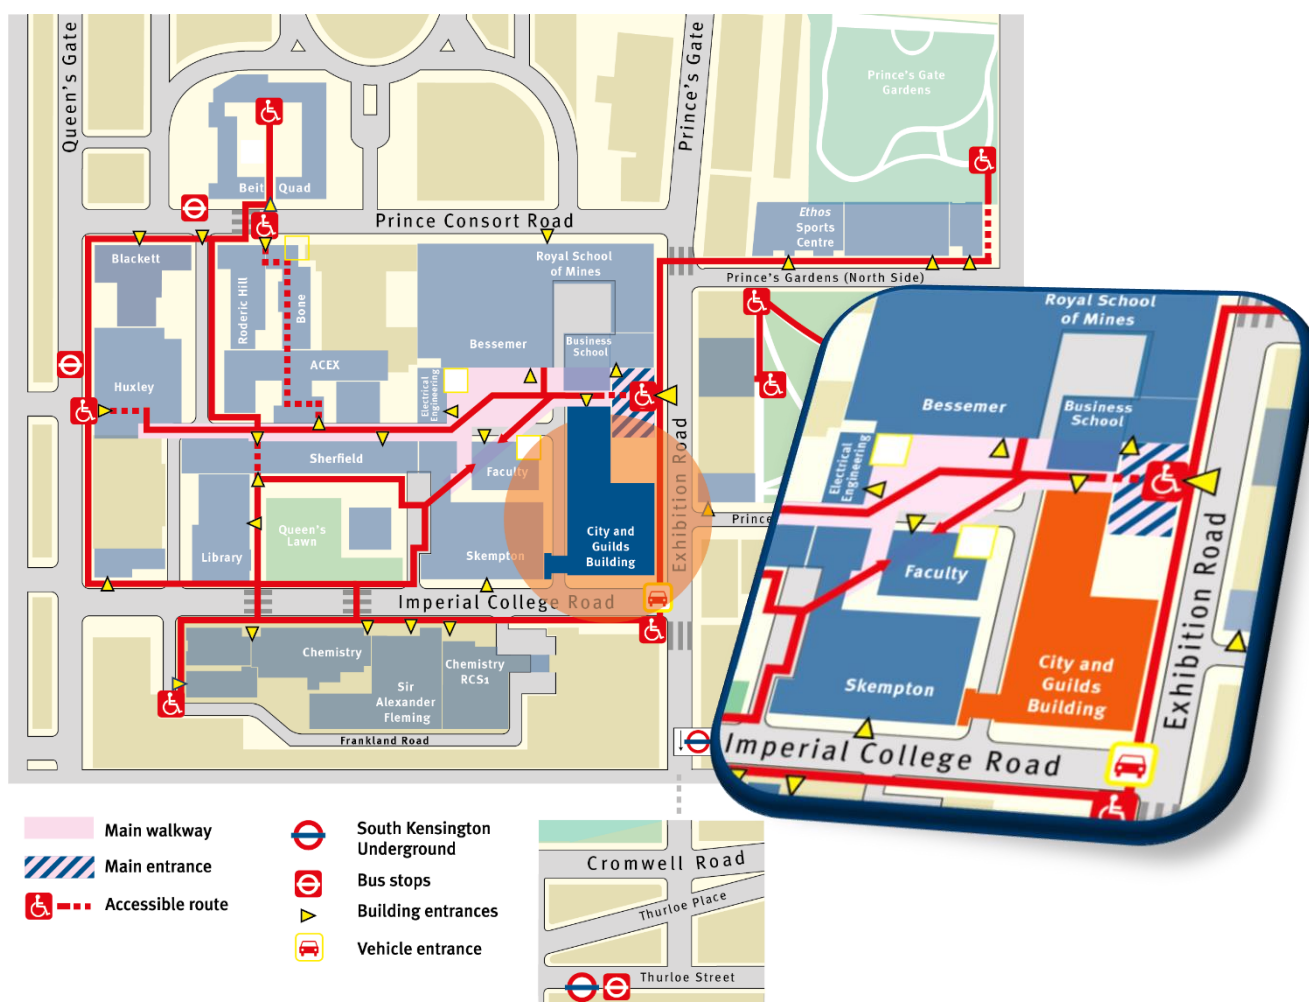 Queen's Gate
Prince's Gate
Prince's Gate
Gardens
Beit Quad
Prince Consort Road
Ethos
Sports
Centre
Prince's Gardens (North Side)
Blackett
Royal School
of Mines
Roderic Hill
Bone
Huxley
ACEX
Bessemer
Business
School
Electrical
Engineering
Sherfield
Faculty
Exhibition Road
Library
Queen's
Lawn
Skempton
City and
Guilds
Building
Prince
Imperial College Road
Chemistry
Chemistry
RCS1
Sir
Alexander
Fleming
Frankland Road
Royal School
of Mines
Bessemer
Business
School
Electrical
Engineering
Faculty
Exhibition Road
City and
Guilds
Building
Skempton
Imperial College Road
Main walkway
Main entrance
Accessible route
South Kensington
Underground
Bus stops
Building entrances
Vehicle entrance
Cromwell Road
Thurloe Place
Thurloe Street